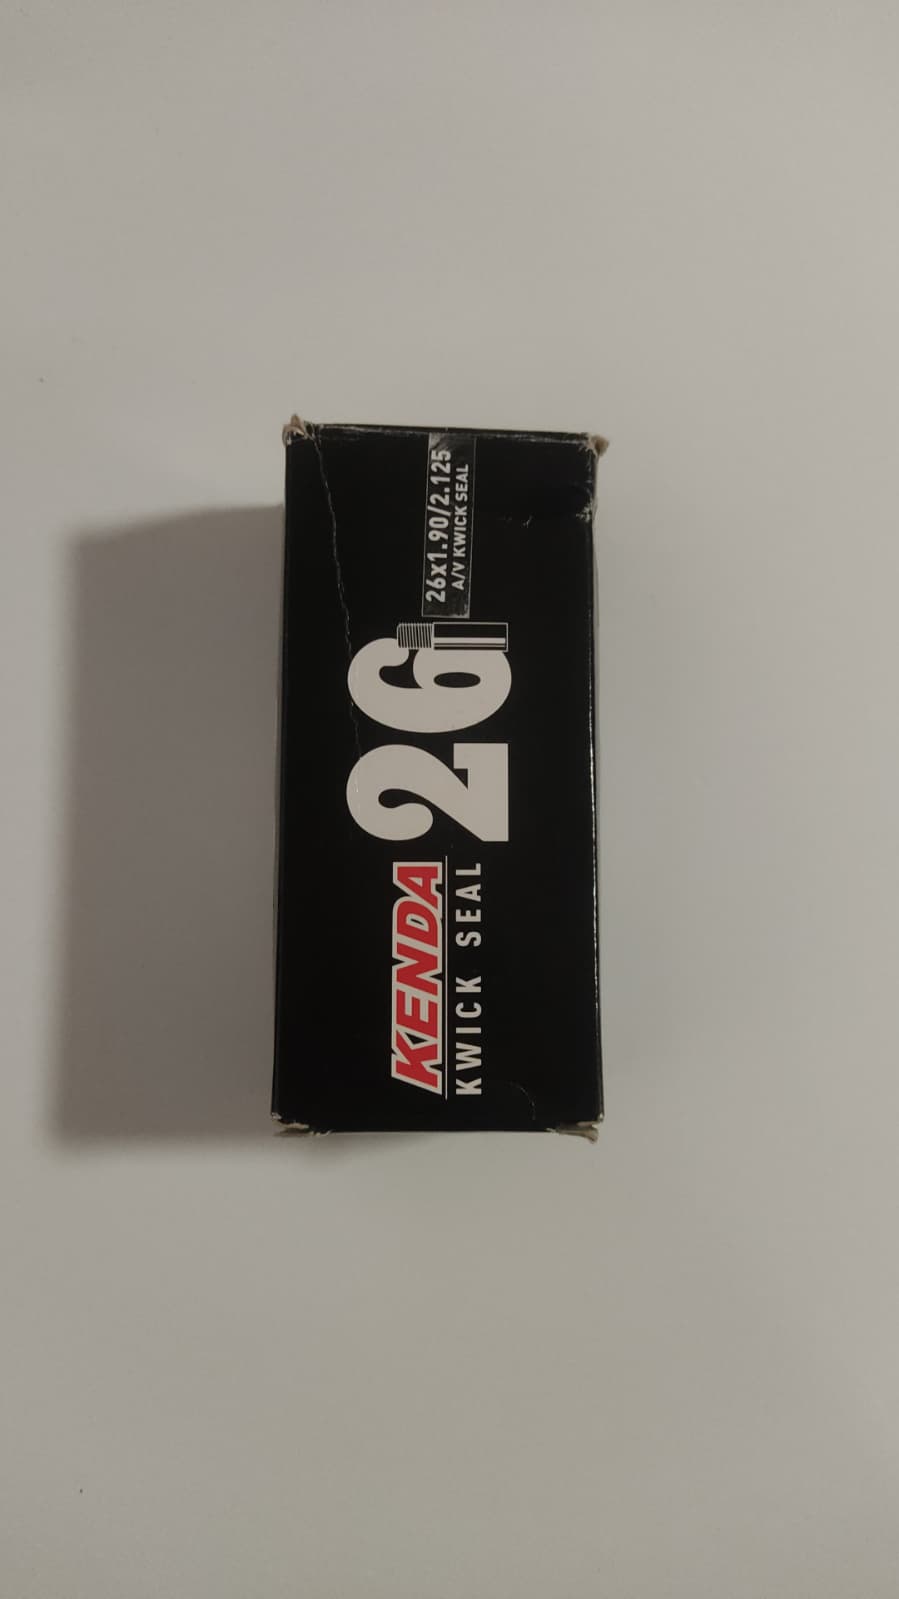 KENDA
KWICK SEAL
26
26x1.90/2.125
A/V KWICK SEAL